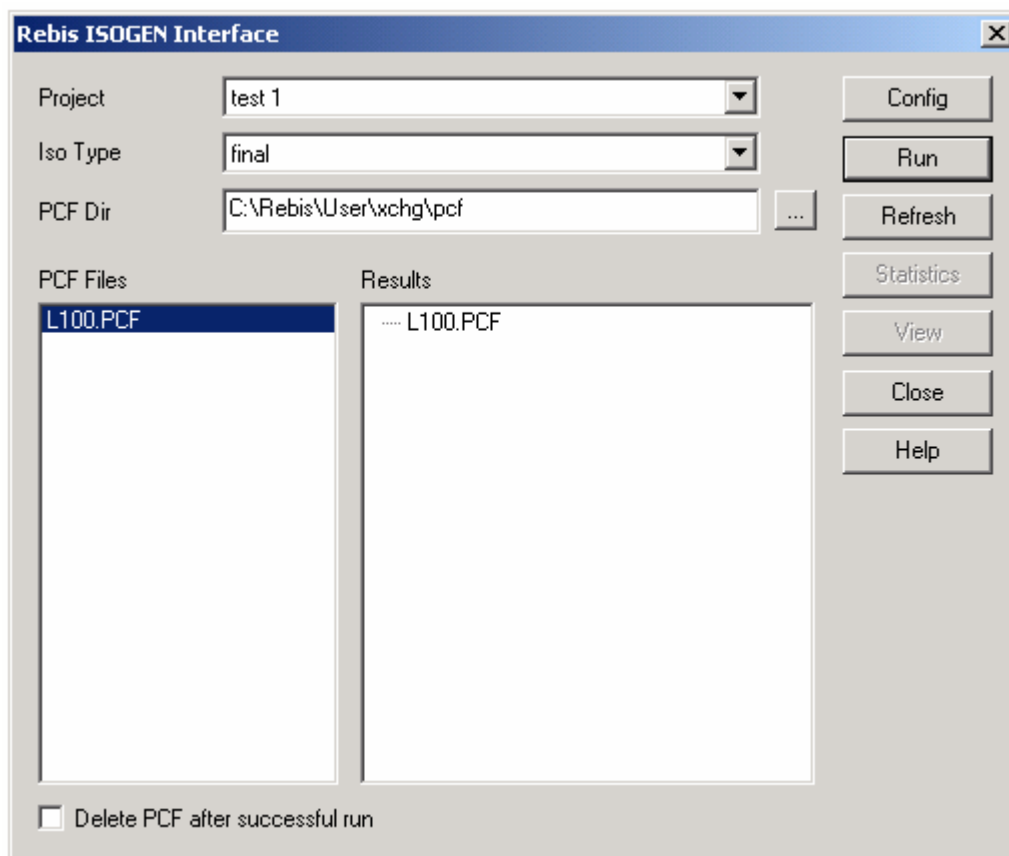 Rebis ISOGEN Interface
Project test 1 Config
Iso Type final Run
PCF Dir C:\Rebis\User\xchg\pcf ... Refresh
PCF Files Results Statistics
L100.PCF L100.PCF View
Close
Help
Delete PCF after successful run